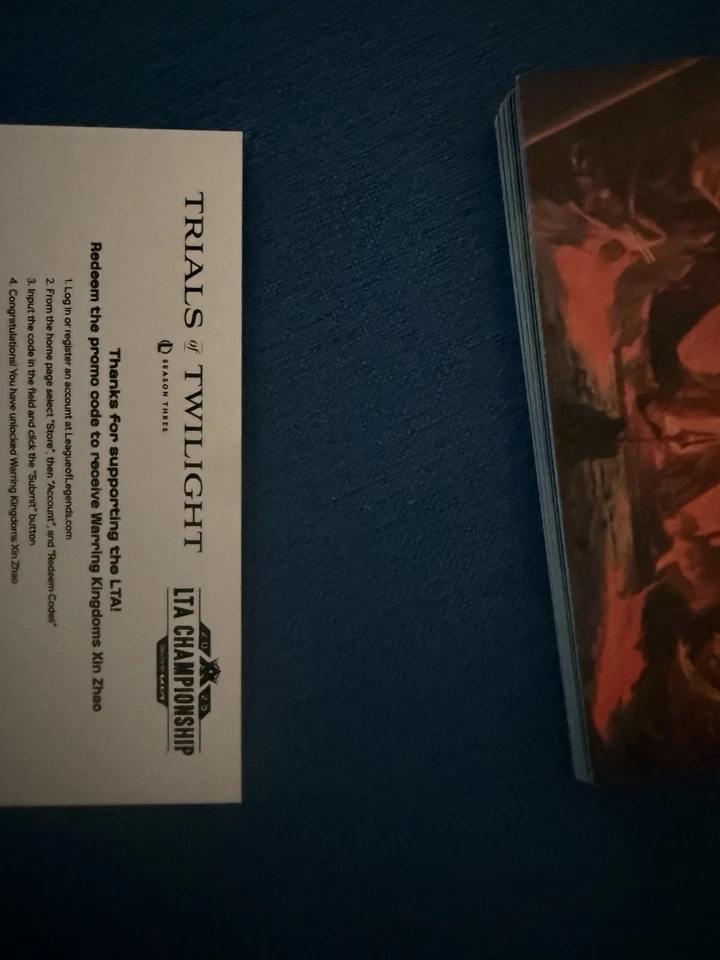 TRIALS of TWILIGHT
SEASON THREE
2025
LTA CHAMPIONSHIP
Thanks for supporting the LTA!
Redeem the promo code to receive Warring Kingdoms Xin Zhao
1. Log in or register an account at LeagueofLegends.com
2. From the home page select "Store", then "Account", and "Redeem Codes"
3. Input the code in the field and click the "Submit" button
4. Congratulations! You have unlocked Warring Kingdoms Xin Zhao